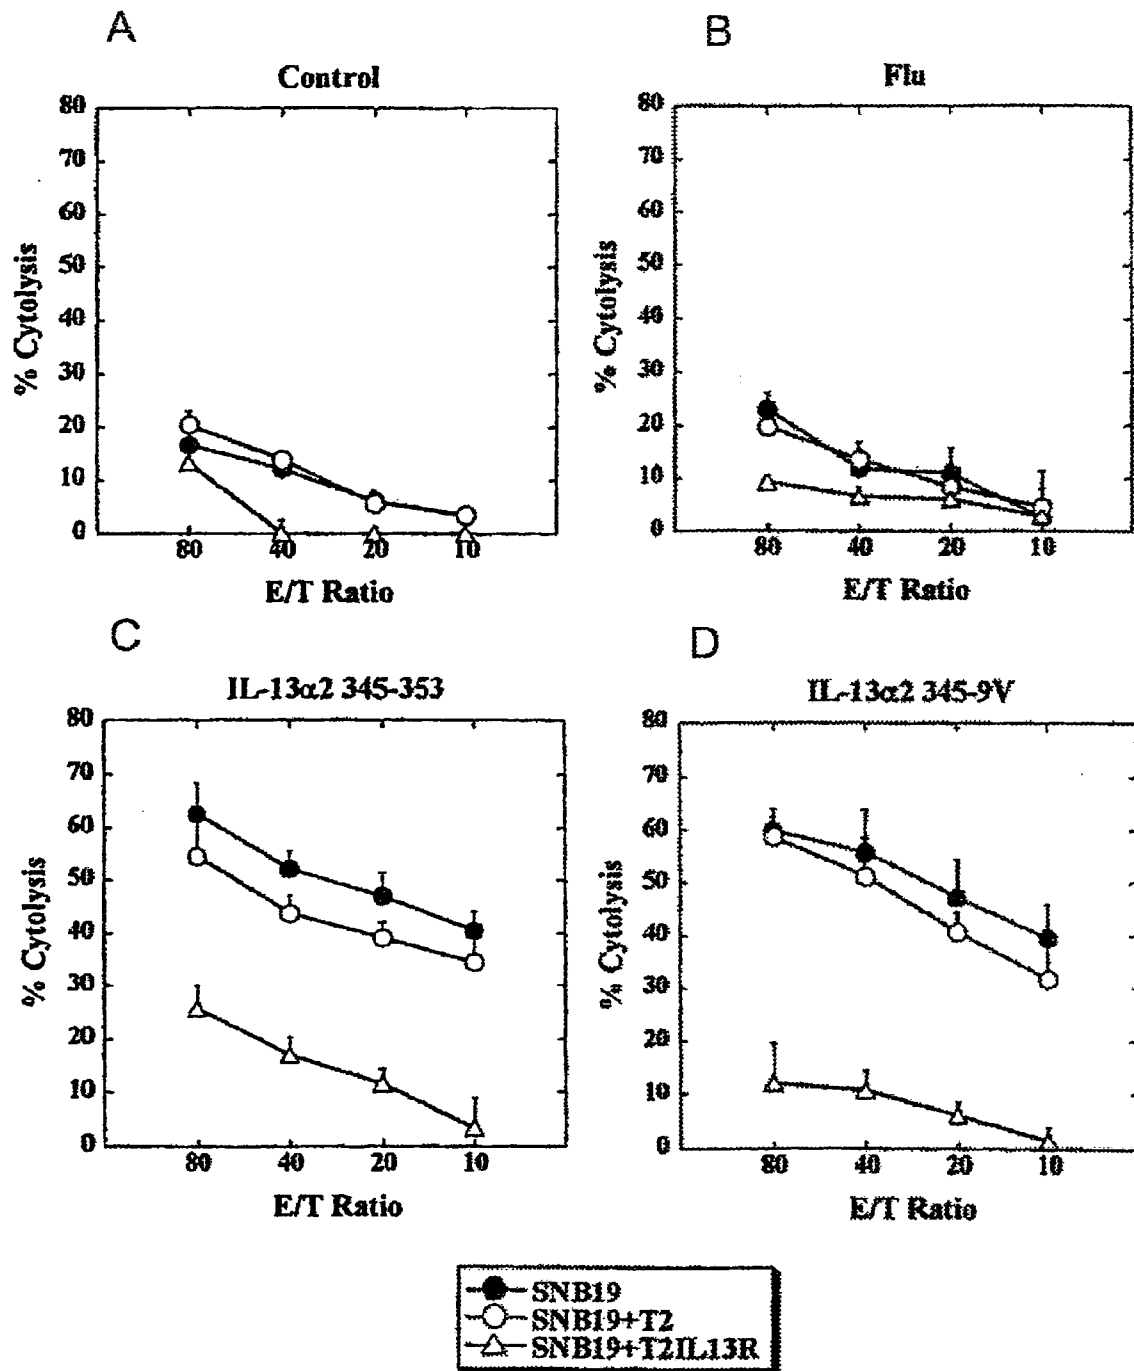 A
Control
80
70
60
50
40
30
20
10
0
% Cytolysis
80 40 20 10
E/T Ratio
B
Flu
80
70
60
50
40
30
20
10
0
% Cytolysis
80 40 20 10
E/T Ratio
C
IL-13α2 345-353
80
70
60
50
40
30
20
10
0
% Cytolysis
80 40 20 10
E/T Ratio
D
IL-13α2 345-9V
80
70
60
50
40
30
20
10
0
% Cytolysis
80 40 20 10
E/T Ratio
SNB19
SNB19+T2
SNB19+T2IL13R